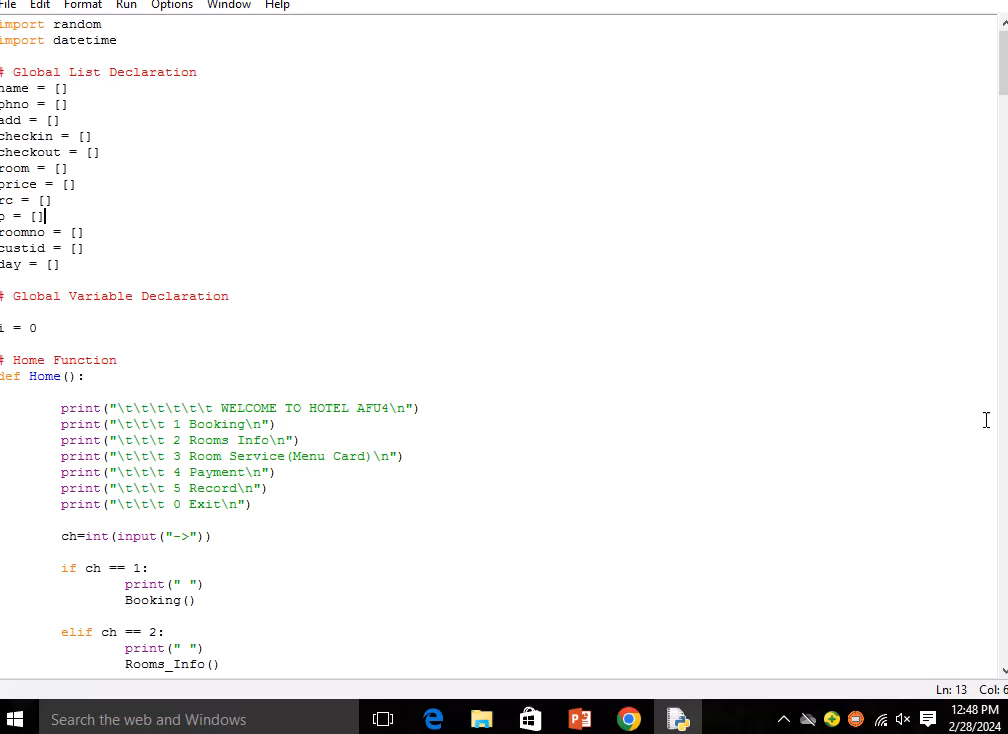 File Edit Format Run Options Window Help
import random
import datetime
# Global List Declaration
name = []
phno = []
add = []
checkin = []
checkout = []
room = []
price = []
rc = []
p = []
roomno = []
custid = []
day = []
# Global Variable Declaration
i = 0
# Home Function
def Home():
print("\t\t\t\t\t\t WELCOME TO HOTEL AFU4\n")
print("\t\t\t 1 Booking\n")
print("\t\t\t 2 Rooms Info\n")
print("\t\t\t 3 Room Service(Menu Card)\n")
print("\t\t\t 4 Payment\n")
print("\t\t\t 5 Record\n")
print("\t\t\t 0 Exit\n")
ch=int(input("->"))
if ch == 1:
print(" ")
Booking()
elif ch == 2:
print(" ")
Rooms_Info()
Ln: 13 Col: 6
Search the web and Windows
12:48 PM
2/28/2024